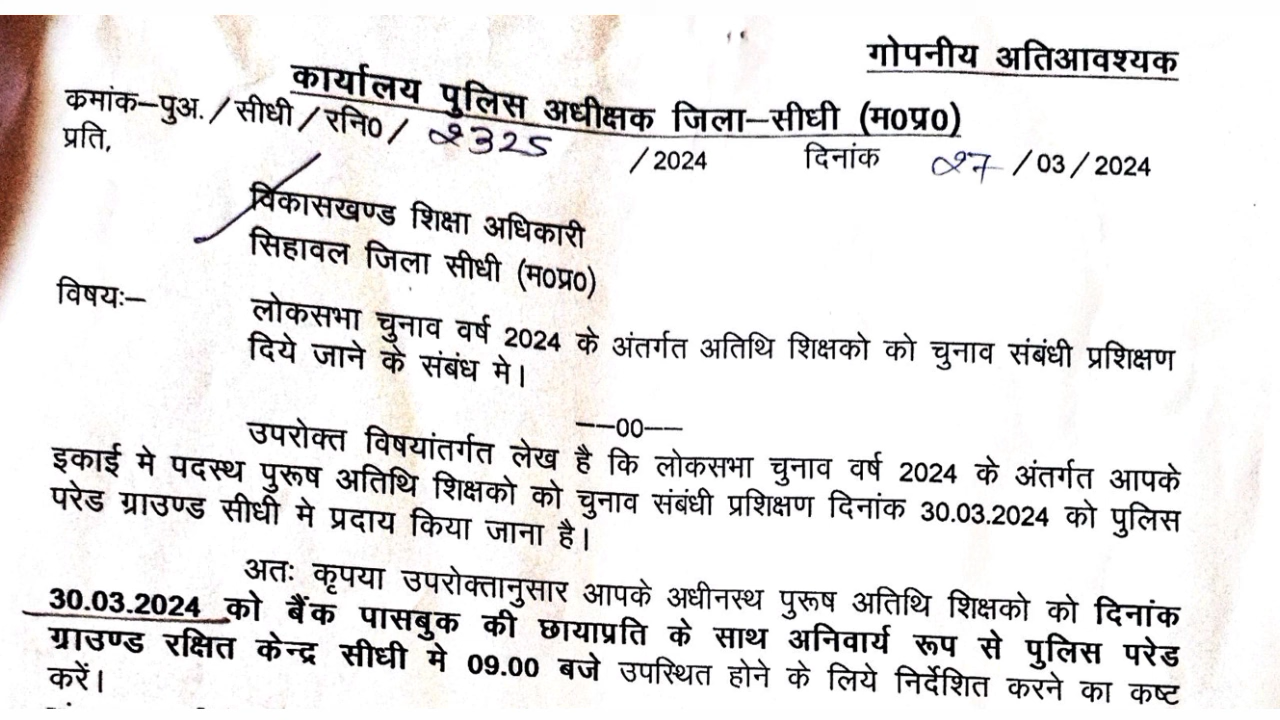 गोपनीय अतिआवश्यक
कार्यालय पुलिस अधीक्षक जिला–सीधी (म0प्र0)
कमांक–पुअ. / सीधी / रनि0 / 2325 / 2024 दिनांक 27 / 03 / 2024
प्रति,
विकासखण्ड शिक्षा अधिकारी
सिहावल जिला सीधी (म0प्र0)
विषयः– लोकसभा चुनाव वर्ष 2024 के अंतर्गत अतिथि शिक्षको को चुनाव संबंधी प्रशिक्षण
दिये जाने के संबंध मे।
––00––
उपरोक्त विषयांतर्गत लेख है कि लोकसभा चुनाव वर्ष 2024 के अंतर्गत आपके
इकाई मे पदस्थ पुरूष अतिथि शिक्षको को चुनाव संबंधी प्रशिक्षण दिनांक 30.03.2024 को पुलिस
परेड ग्राउण्ड सीधी मे प्रदाय किया जाना है।
अतः कृपया उपरोक्तानुसार आपके अधीनस्थ पुरूष अतिथि शिक्षको को दिनांक
30.03.2024 को बैंक पासबुक की छायाप्रति के साथ अनिवार्य रूप से पुलिस परेड
ग्राउण्ड रक्षित केन्द्र सीधी मे 09.00 बजे उपस्थित होने के लिये निर्देशित करने का कष्ट
करें।